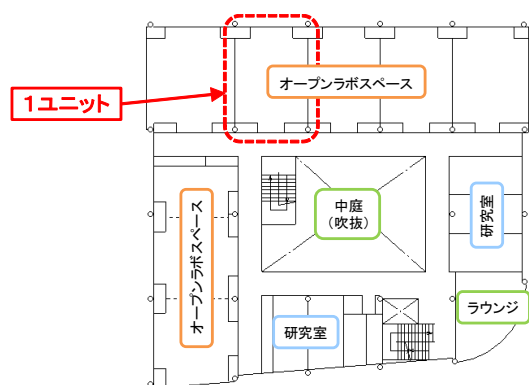 オープンラボスペース
1ユニット
中庭
(吹抜)
研究室
オープンラボスペース
ラウンジ
研究室